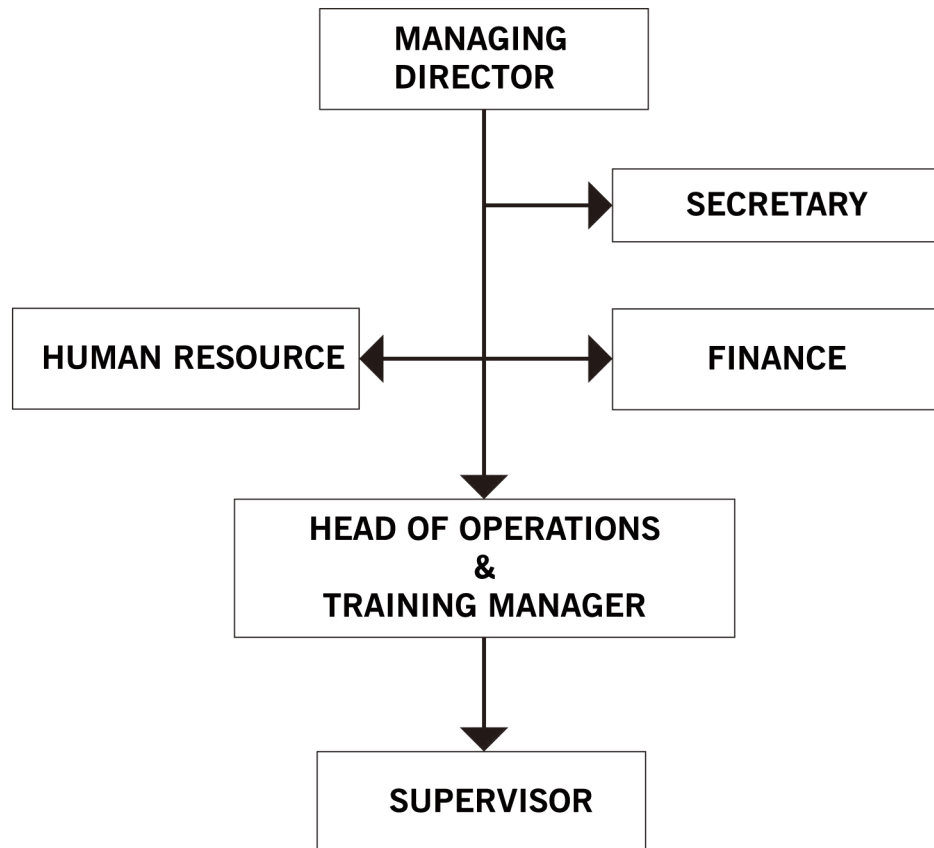 MANAGING
DIRECTOR
SECRETARY
HUMAN RESOURCE
FINANCE
HEAD OF OPERATIONS
&
TRAINING MANAGER
SUPERVISOR